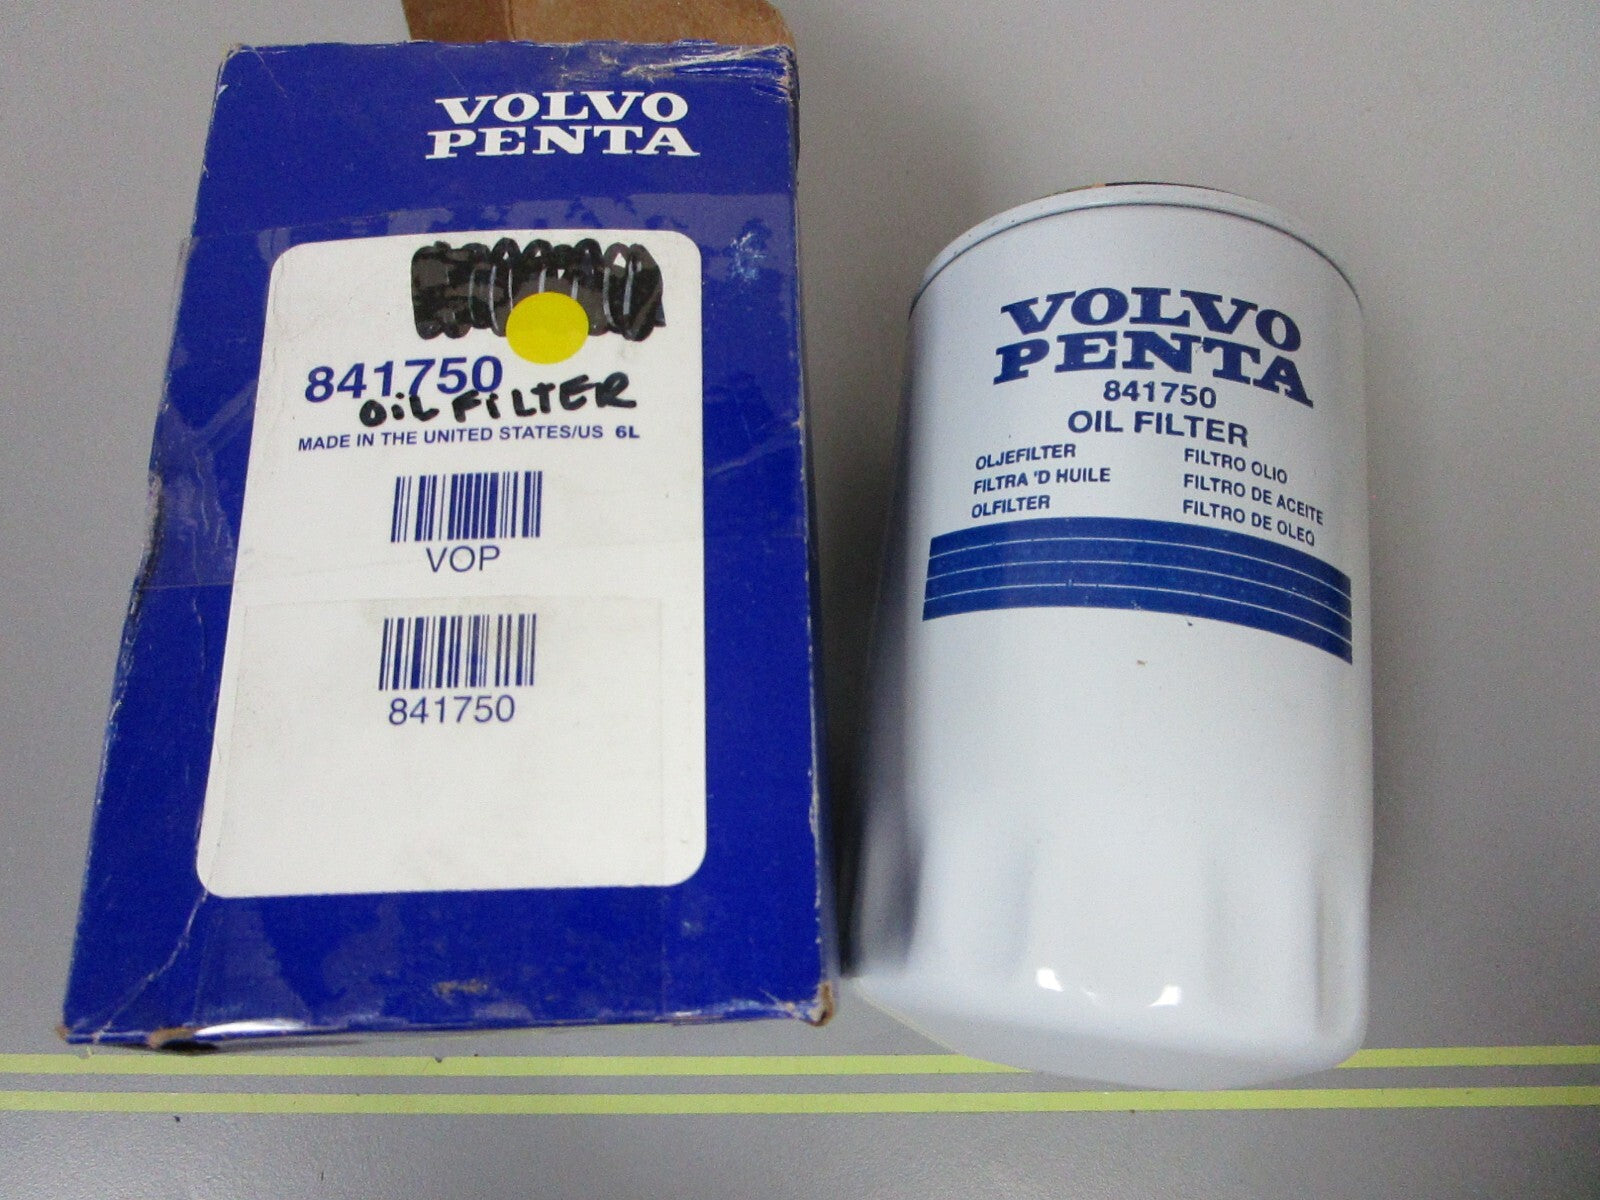 VOLVO
PENTA
841750
OiL FiLTER
MADE IN THE UNITED STATES/US 6L
VOP
841750
VOLVO
PENTA
841750
OIL FILTER
OLJEFILTER
FILTRA 'D HUILE
OLFILTER
FILTRO OLIO
FILTRO DE ACEITE
FILTRO DE OLEO